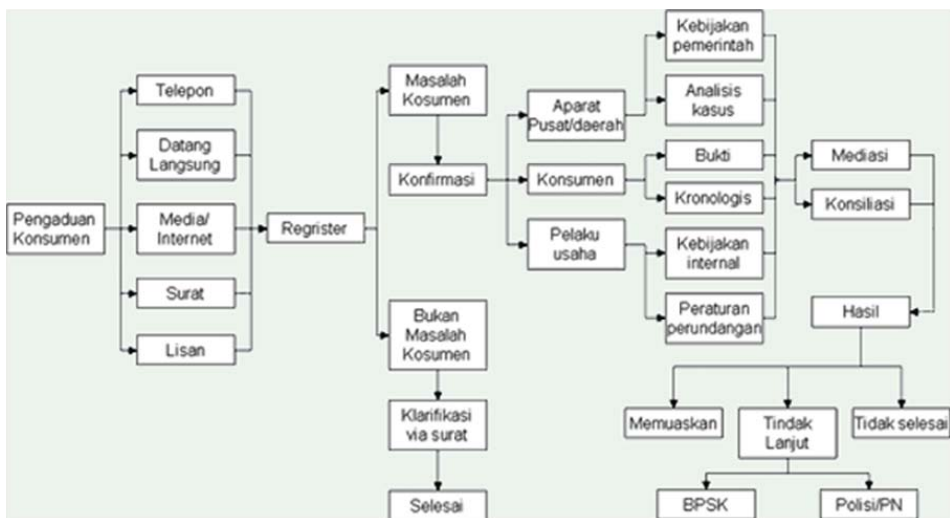 Pengaduan
Konsumen
Telepon
Datang
Langsung
Media/
Internet
Surat
Lisan
Regrister
Masalah
Kosumen
Konfirmasi
Bukan
Masalah
Kosumen
Klarifikasi
via surat
Selesai
Aparat
Pusat/daerah
Konsumen
Pelaku
usaha
Kebijakan
pemerintah
Analisis
kasus
Bukti
Kronologis
Kebijakan
internal
Peraturan
perundangan
Mediasi
Konsiliasi
Hasil
Memuaskan
Tindak
Lanjut
Tidak selesai
BPSK
Polisi/PN